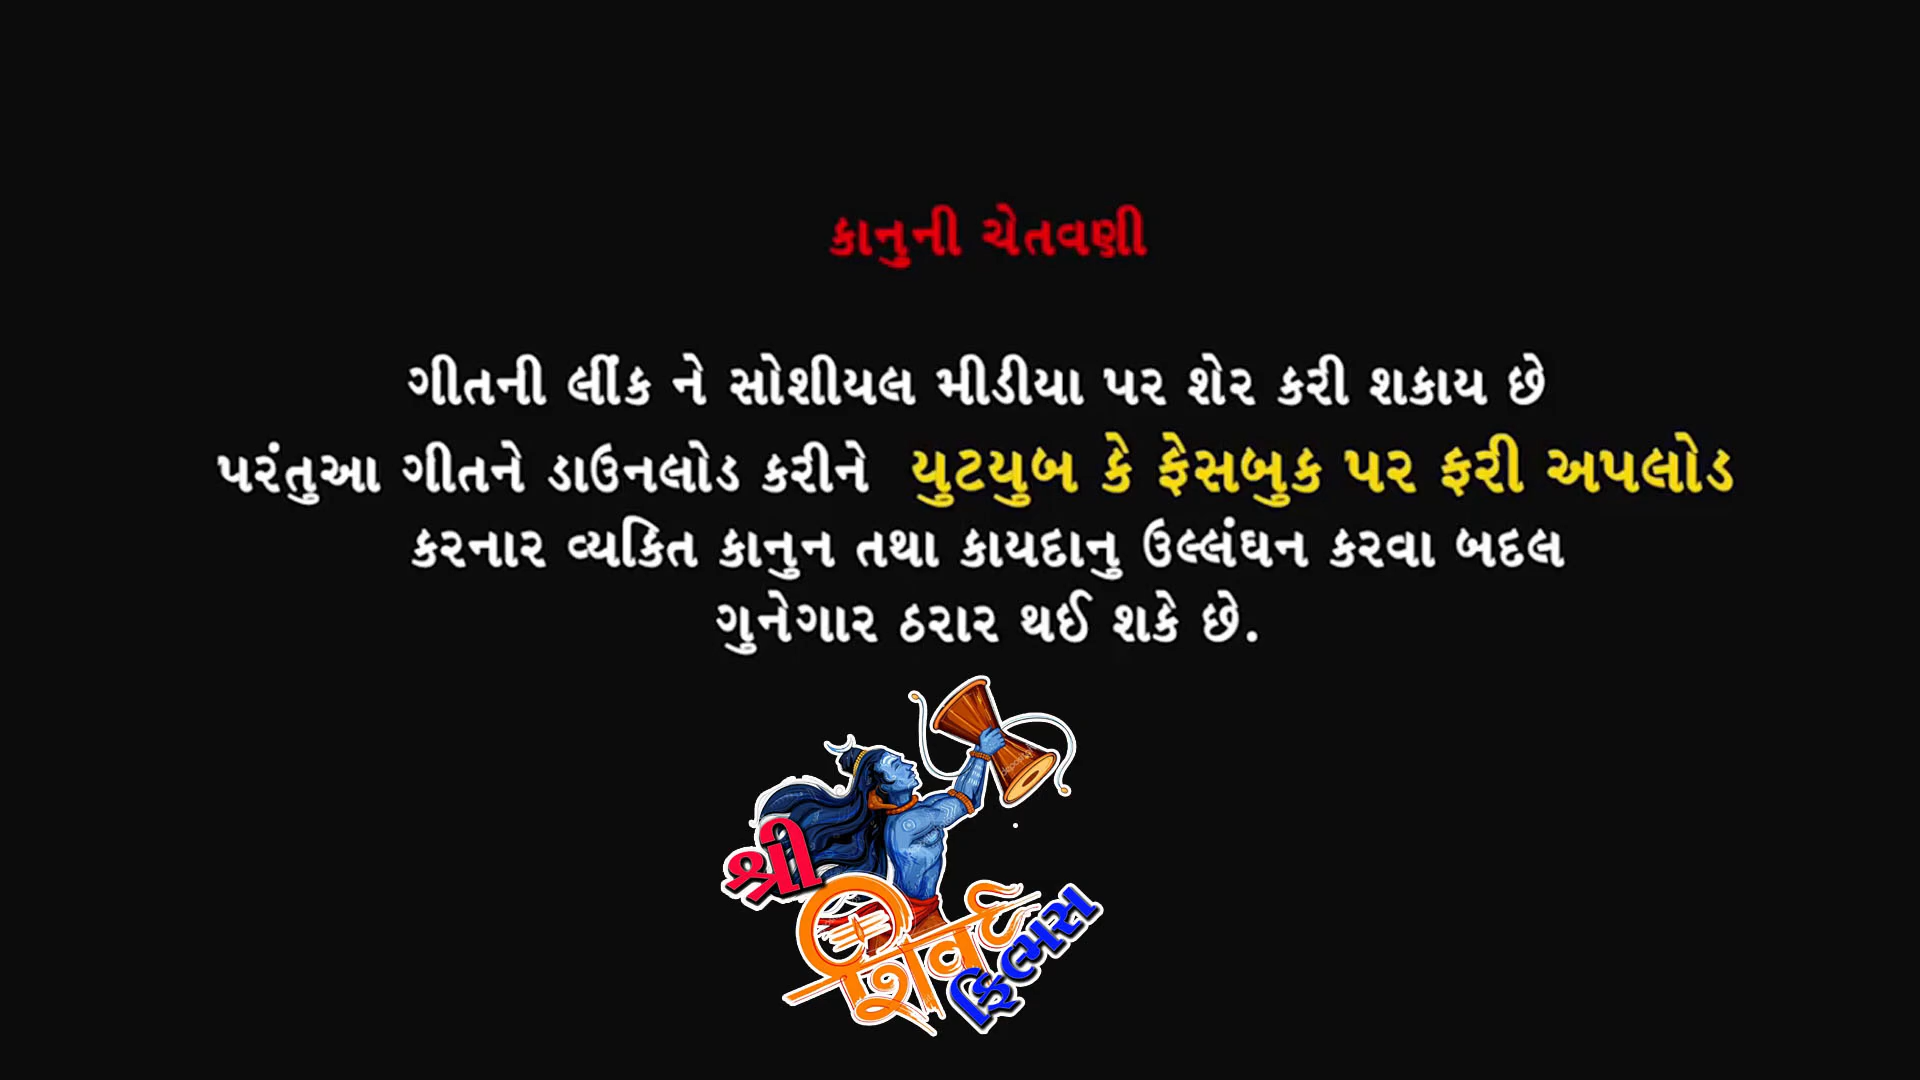 કાનુની ચેતવણી
ગીતની લીંક ને સોશીયલ મીડીયા પર શેર કરી શકાય છે
પરંતુઆ ગીતને ડાઉનલોડ કરીને યુટયુબ કે ફેસબુક પર ફરી અપલોડ
કરનાર વ્યકિત કાનુન તથા કાયદાનુ ઉલ્લંઘન કરવા બદલ
ગુનેગાર ઠરાર થઈ શકે છે.
શ્રી
ફિલ્મસ